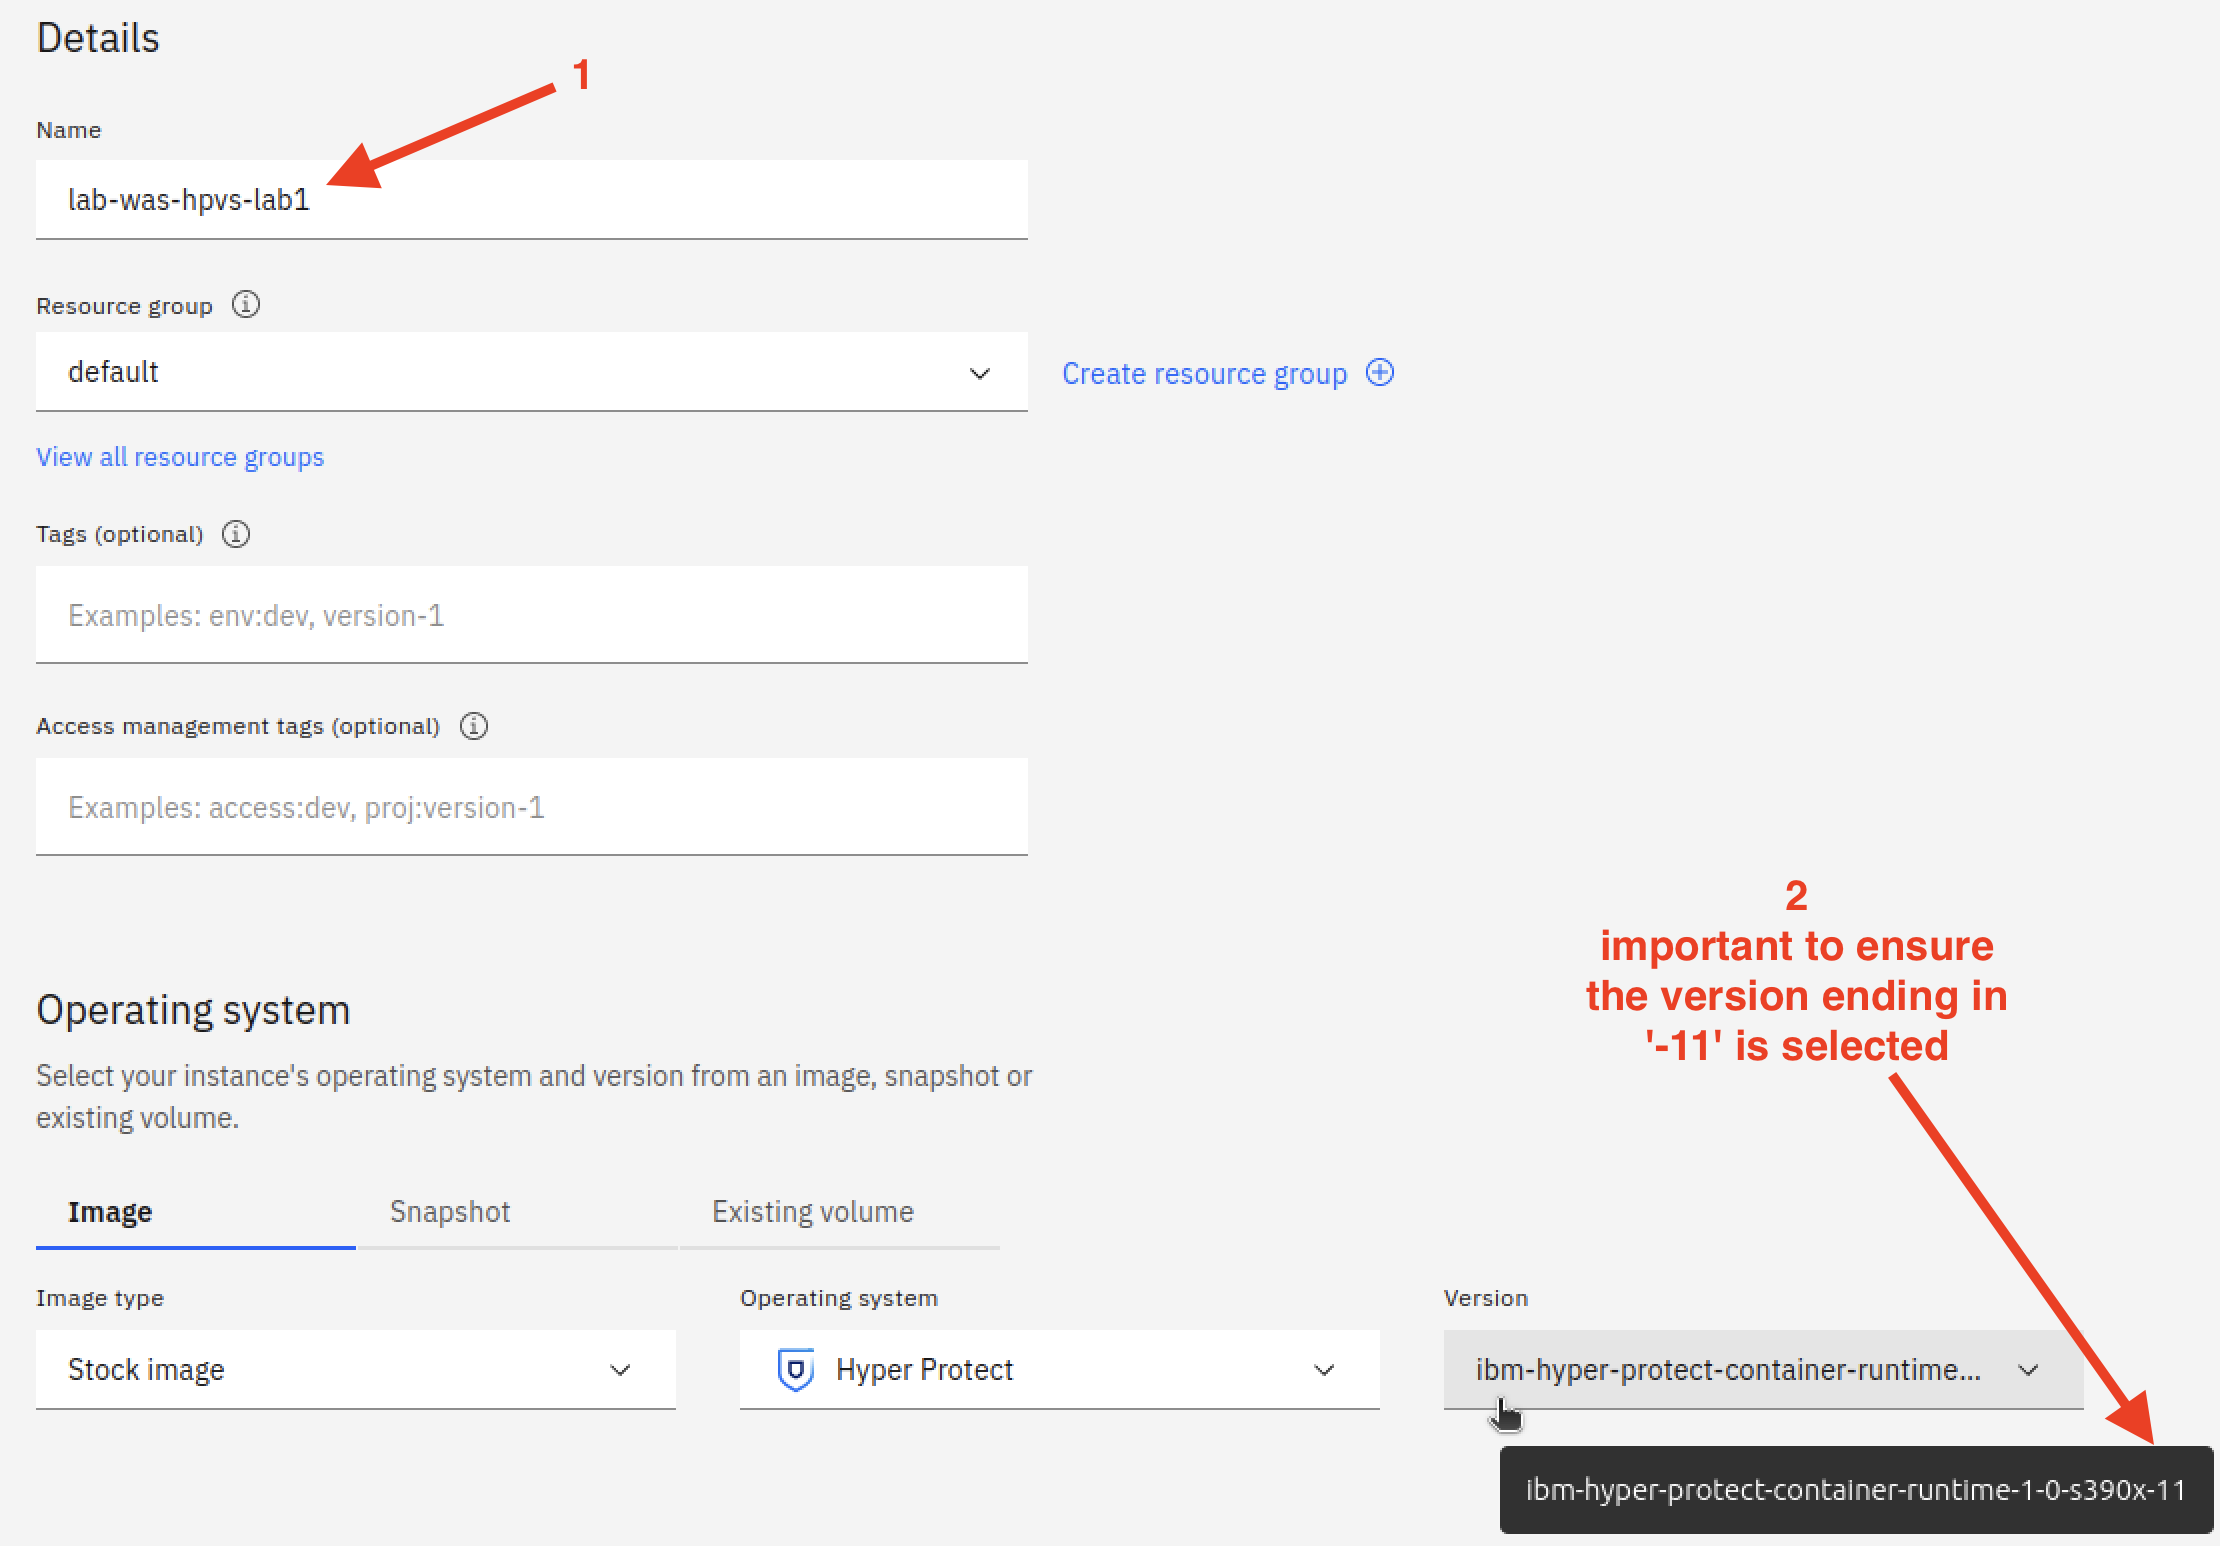 Details
1
Name
lab-was-hpvs-lab1
Resource group
default
Create resource group
View all resource groups
Tags (optional)
Examples: env:dev, version-1
Access management tags (optional)
Examples: access:dev, proj:version-1
2
important to ensure
the version ending in
'-11' is selected
Operating system
Select your instance's operating system and version from an image, snapshot or
existing volume.
Image
Snapshot
Existing volume
Image type
Operating system
Version
Stock image
Hyper Protect
ibm-hyper-protect-container-runtime...
ibm-hyper-protect-container-runtime-1-0-s390x-11